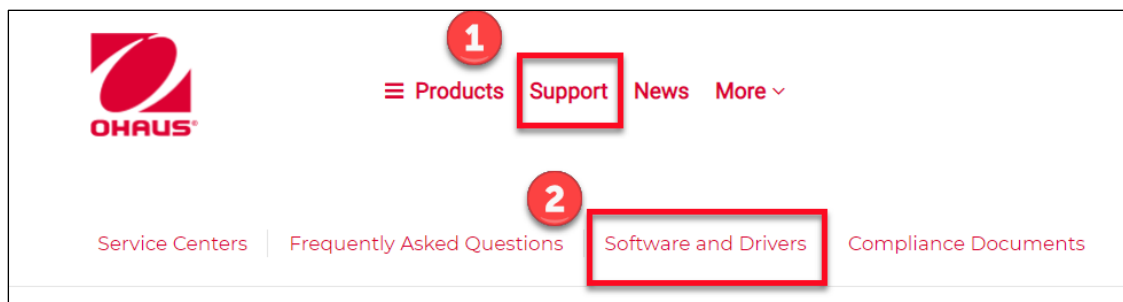 1
≡ Products Support News More
OHAUS®
2
Service Centers Frequently Asked Questions Software and Drivers Compliance Documents